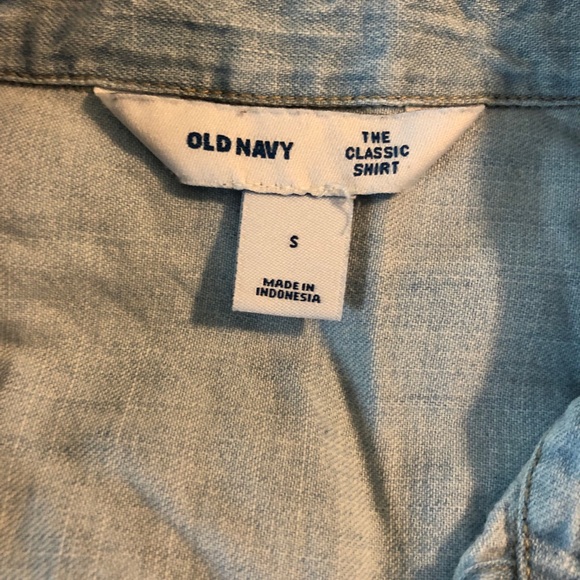 OLD NAVY
THE
CLASSIC
SHIRT
S
MADE IN
INDONESIA